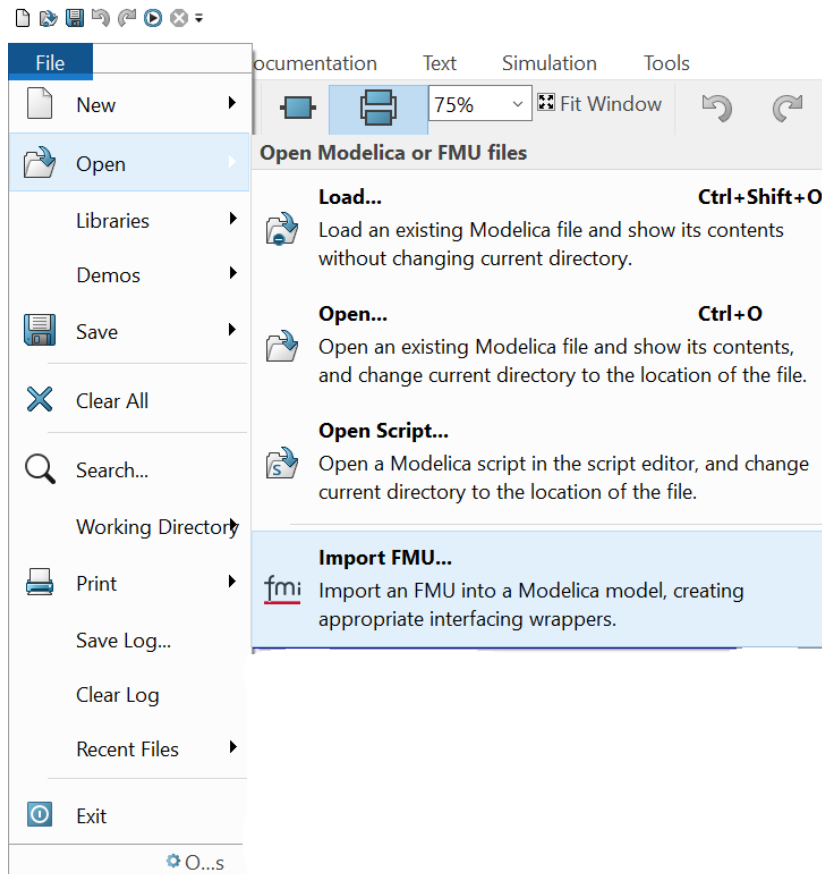 File
ocumentation Text Simulation Tools
New
75%
Fit Window
Open
Open Modelica or FMU files
Load... Ctrl+Shift+O
Load an existing Modelica file and show its contents
without changing current directory.
Libraries
Demos
Open... Ctrl+O
Open an existing Modelica file and show its contents,
and change current directory to the location of the file.
Save
Clear All
Open Script...
Open a Modelica script in the script editor, and change
current directory to the location of the file.
Search...
Working Directory
Import FMU...
fmi
Import an FMU into a Modelica model, creating
appropriate interfacing wrappers.
Print
Save Log...
Clear Log
Recent Files
Exit
O...s